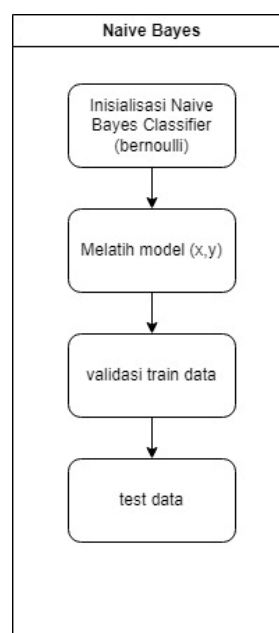 Naive Bayes
Inisialisasi Naive
Bayes Classifier
(bernoulli)
Melatih model (x,y)
validasi train data
test data